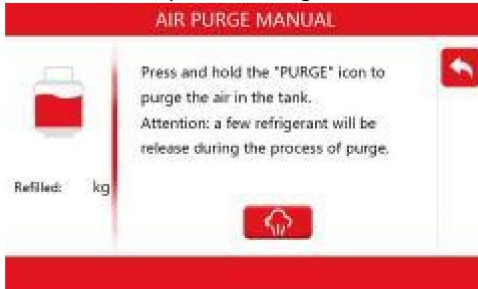 AIR PURGE MANUAL
Press and hold the "PURGE" icon to
purge the air in the tank.
Attention: a few refrigerant will be
release during the process of purge.
Refilled: kg